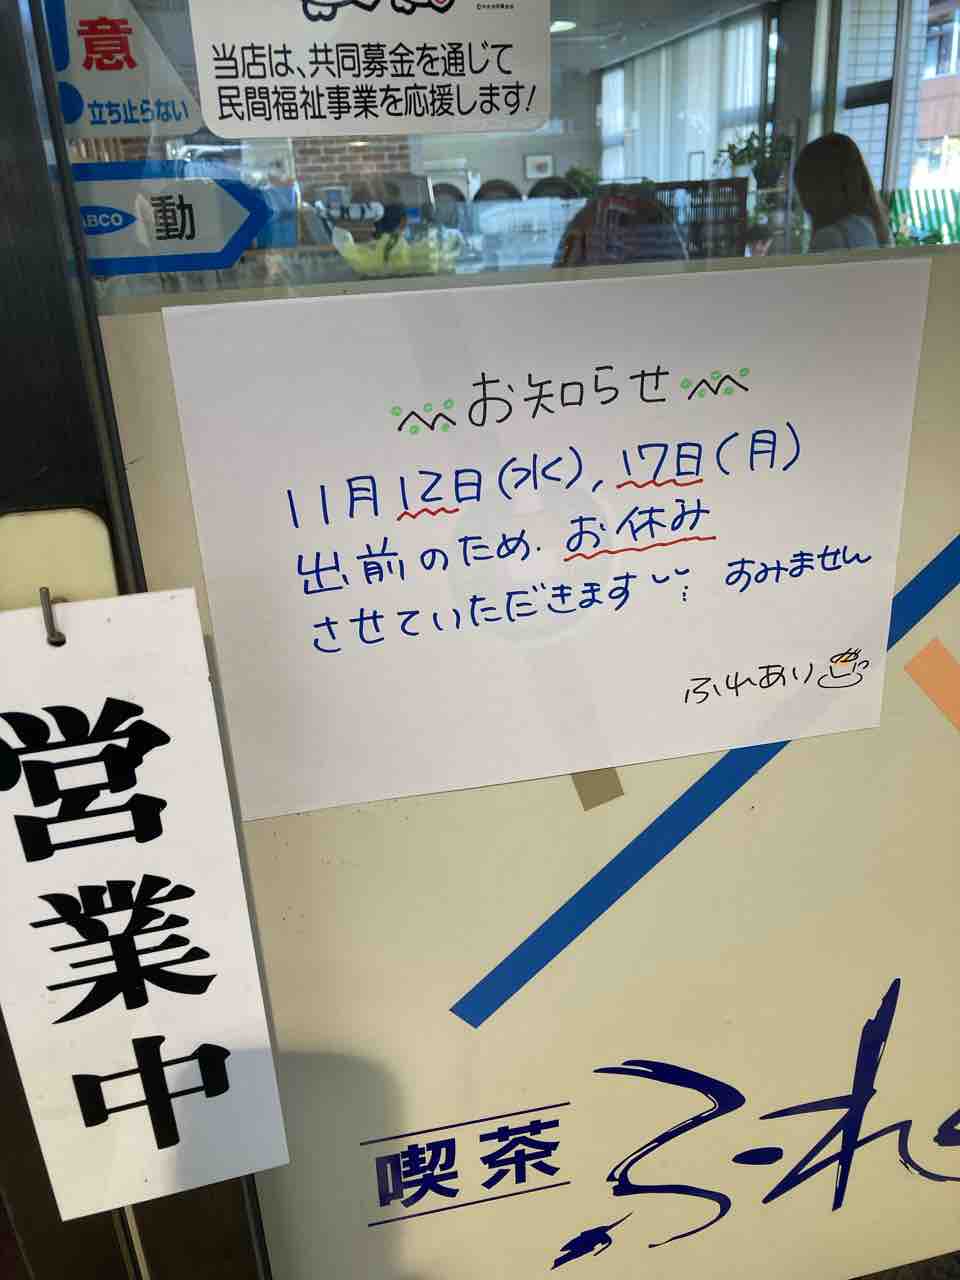 意
立ち止らない
ABCO
動
当店は、共同募金を通じて
民間福祉事業を応援します!
お知らせ
11月12日(水)、17日(月)
出前のため、お休み
させていただきます すみません
ふれあい
営業中
喫茶
ふれ